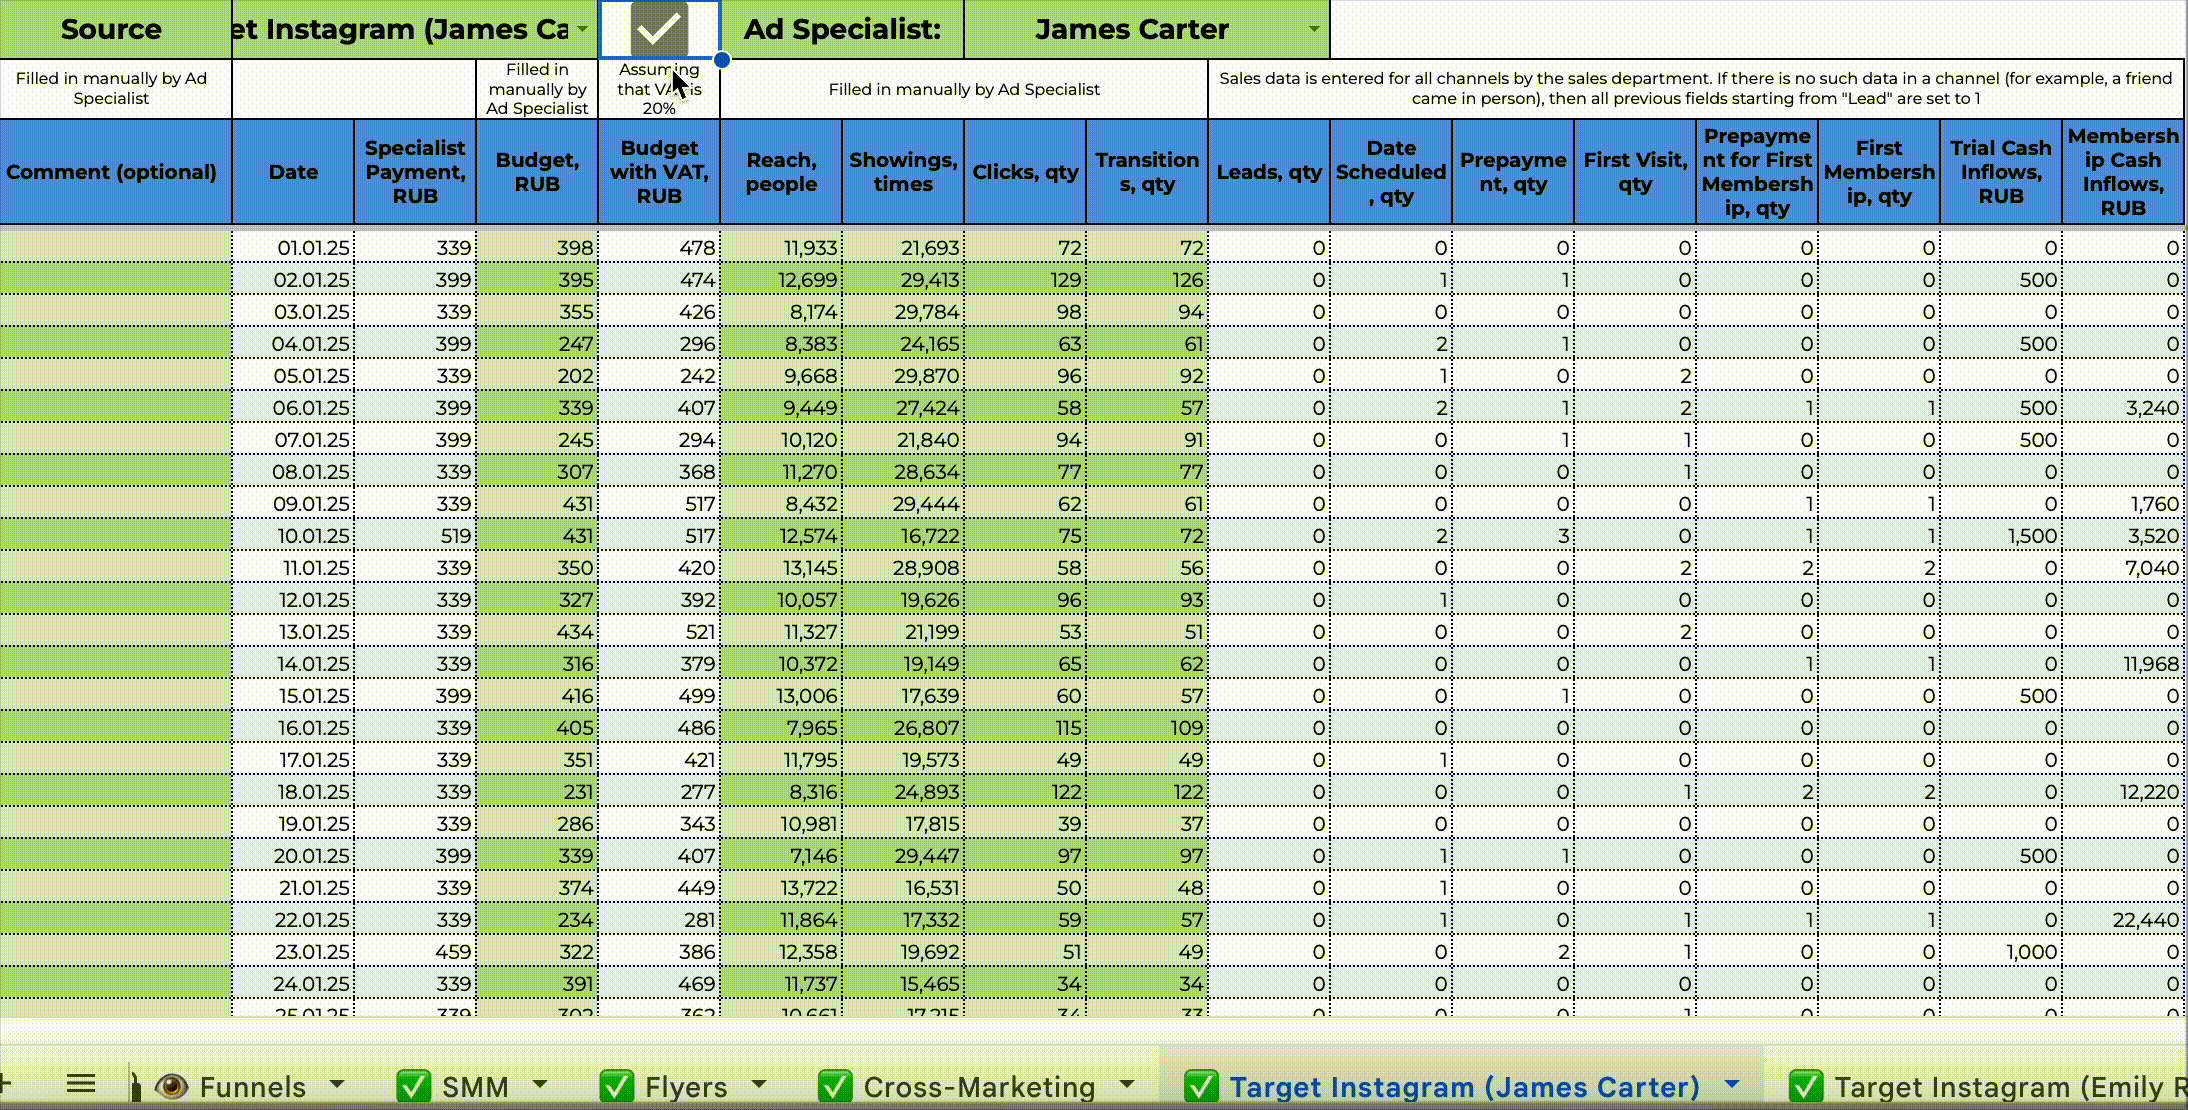 Source et Instagram (James Ca Ad Specialist: James Carter
Filled in manually by Ad
Specialist
Filled in
manually by
Ad Specialist
Assuming
that VA is
20%
Filled in manually by Ad Specialist
Sales data is entered for all channels by the sales department. If there is no such data in a channel (for example, a friend
came in person), then all previous fields starting from "Lead" are set to 1
Comment (optional)
Date
Specialist
Payment,
RUB
Budget,
RUB
Budget
with VAT,
RUB
Reach,
people
Showings,
times
Clicks, qty
Transition
s, qty
Leads, qty
Date
Scheduled
, qty
Prepayme
nt, qty
First Visit,
qty
Prepayme
nt for First
Membersh
ip, qty
First
Membersh
ip, qty
Trial Cash
Inflows,
RUB
Membersh
ip Cash
Inflows,
RUB
01.01.25 339 398 478 11,933 21,693 72 72 0 0 0 0 0 0 0 0
02.01.25 399 395 474 12,699 29,413 129 126 0 1 1 0 0 0 500 0
03.01.25 339 355 426 8,174 29,784 98 94 0 0 0 0 0 0 0 0
04.01.25 399 247 296 8,383 24,165 63 61 0 2 1 0 0 0 500 0
05.01.25 339 202 242 9,668 29,870 96 92 0 1 0 2 0 0 0 0
06.01.25 399 339 407 9,449 27,424 58 57 0 2 1 2 1 1 500 3,240
07.01.25 399 245 294 10,120 21,840 94 91 0 0 1 1 0 0 500 0
08.01.25 339 307 368 11,270 28,634 77 77 0 0 0 1 0 0 0 0
09.01.25 339 431 517 8,432 29,444 62 61 0 0 0 0 1 1 0 1,760
10.01.25 519 431 517 12,574 16,722 75 72 0 2 3 0 1 1 1,500 3,520
11.01.25 339 350 420 13,145 28,908 58 56 0 0 0 2 2 2 0 7,040
12.01.25 339 327 392 10,057 19,626 96 93 0 1 0 0 0 0 0 0
13.01.25 339 434 521 11,327 21,199 53 51 0 0 0 2 0 0 0 0
14.01.25 339 316 379 10,372 19,149 65 62 0 0 0 0 1 1 0 11,968
15.01.25 399 416 499 13,006 17,639 60 57 0 0 1 0 0 0 500 0
16.01.25 339 405 486 7,965 26,807 115 109 0 0 0 0 0 0 0 0
17.01.25 339 351 421 11,795 19,573 49 49 0 1 0 0 0 0 0 0
18.01.25 339 231 277 8,316 24,893 122 122 0 0 0 1 2 2 0 12,220
19.01.25 339 286 343 10,981 17,815 39 37 0 0 0 0 0 0 0 0
20.01.25 399 339 407 7,146 29,447 97 97 0 1 1 0 0 0 500 0
21.01.25 339 374 449 13,722 16,531 50 48 0 1 0 0 0 0 0 0
22.01.25 339 234 281 11,864 17,332 59 57 0 1 0 1 1 1 0 22,440
23.01.25 459 322 386 12,358 19,692 51 49 0 0 2 1 0 0 1,000 0
24.01.25 339 391 469 11,737 15,465 34 34 0 0 0 0 0 0 0 0
25.01.25 339 302 362 10,661 17,215 34 33 0 0 0 1 0 0 0 0
Funnels SMM Flyers Cross-Marketing Target Instagram (James Carter) Target Instagram (Emily R